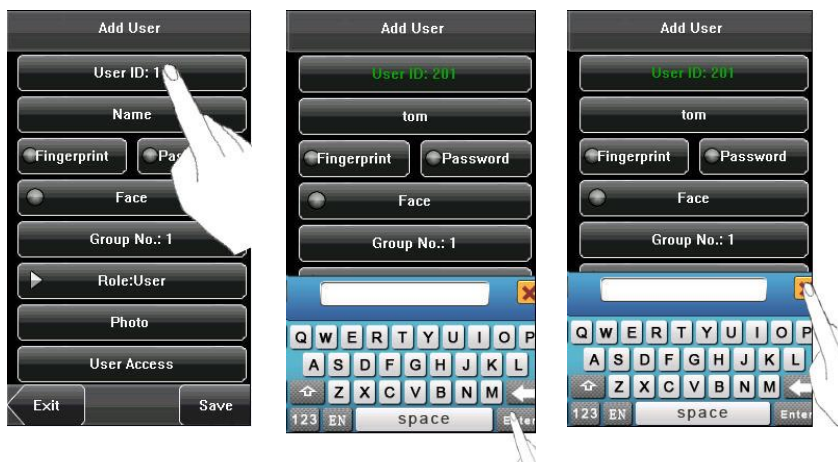 Add User
User ID: 1
Name
Fingerprint
Face
Group No.: 1
Role:User
Photo
User Access
Exit Save
Add User
User ID: 201
tom
Fingerprint Password
Face
Group No.: 1
Q W E R T Y U I O P
A S D F G H J K L
Z X C V B N M
123 EN space Enter
Add User
User ID: 201
tom
Fingerprint Password
Face
Group No.: 1
Q W E R T Y U I O P
A S D F G H J K L
Z X C V B N M
123 EN space Enter